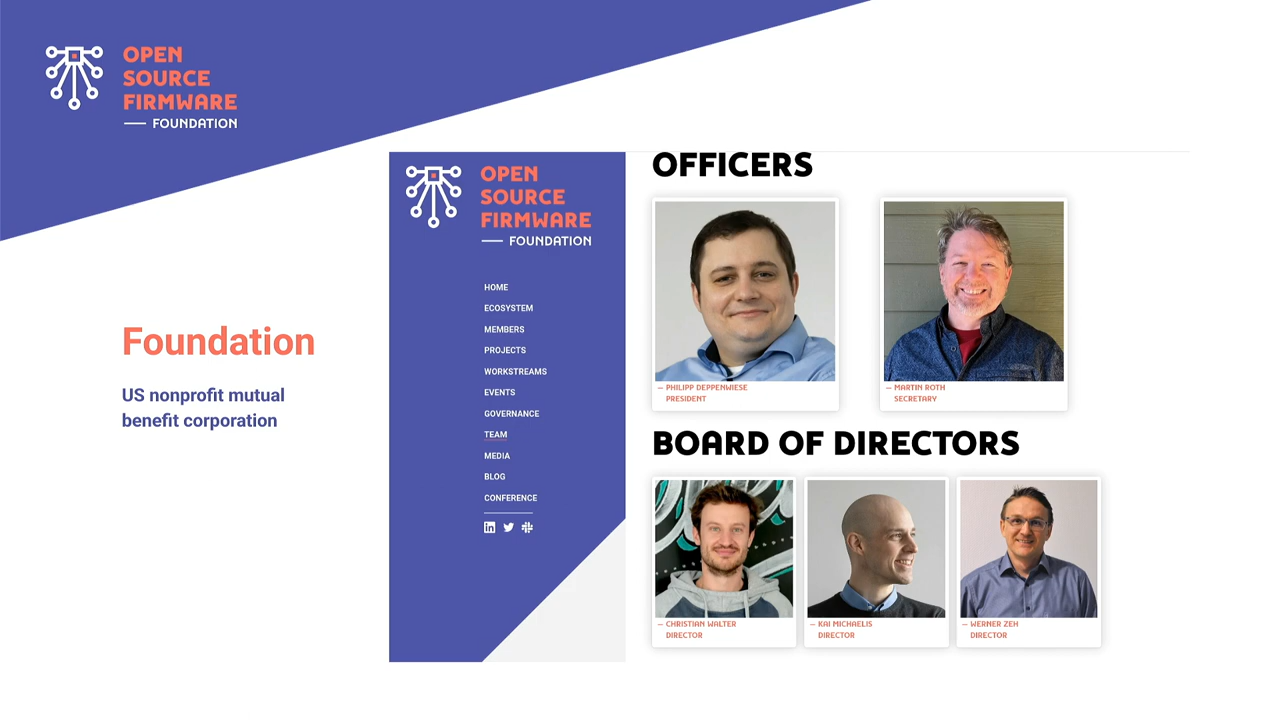 OPEN
SOURCE
FIRMWARE
FOUNDATION
Foundation
US nonprofit mutual
benefit corporation
OPEN
SOURCE
FIRMWARE
FOUNDATION
HOME
ECOSYSTEM
MEMBERS
PROJECTS
WORKSTREAMS
EVENTS
GOVERNANCE
TEAM
MEDIA
BLOG
CONFERENCE
OFFICERS
— PHILIPP DEPPENWIESE
PRESIDENT
— MARTIN ROTH
SECRETARY
BOARD OF DIRECTORS
— CHRISTIAN WALTER
DIRECTOR
— KAI MICHAELIS
DIRECTOR
— WERNER ZEH
DIRECTOR